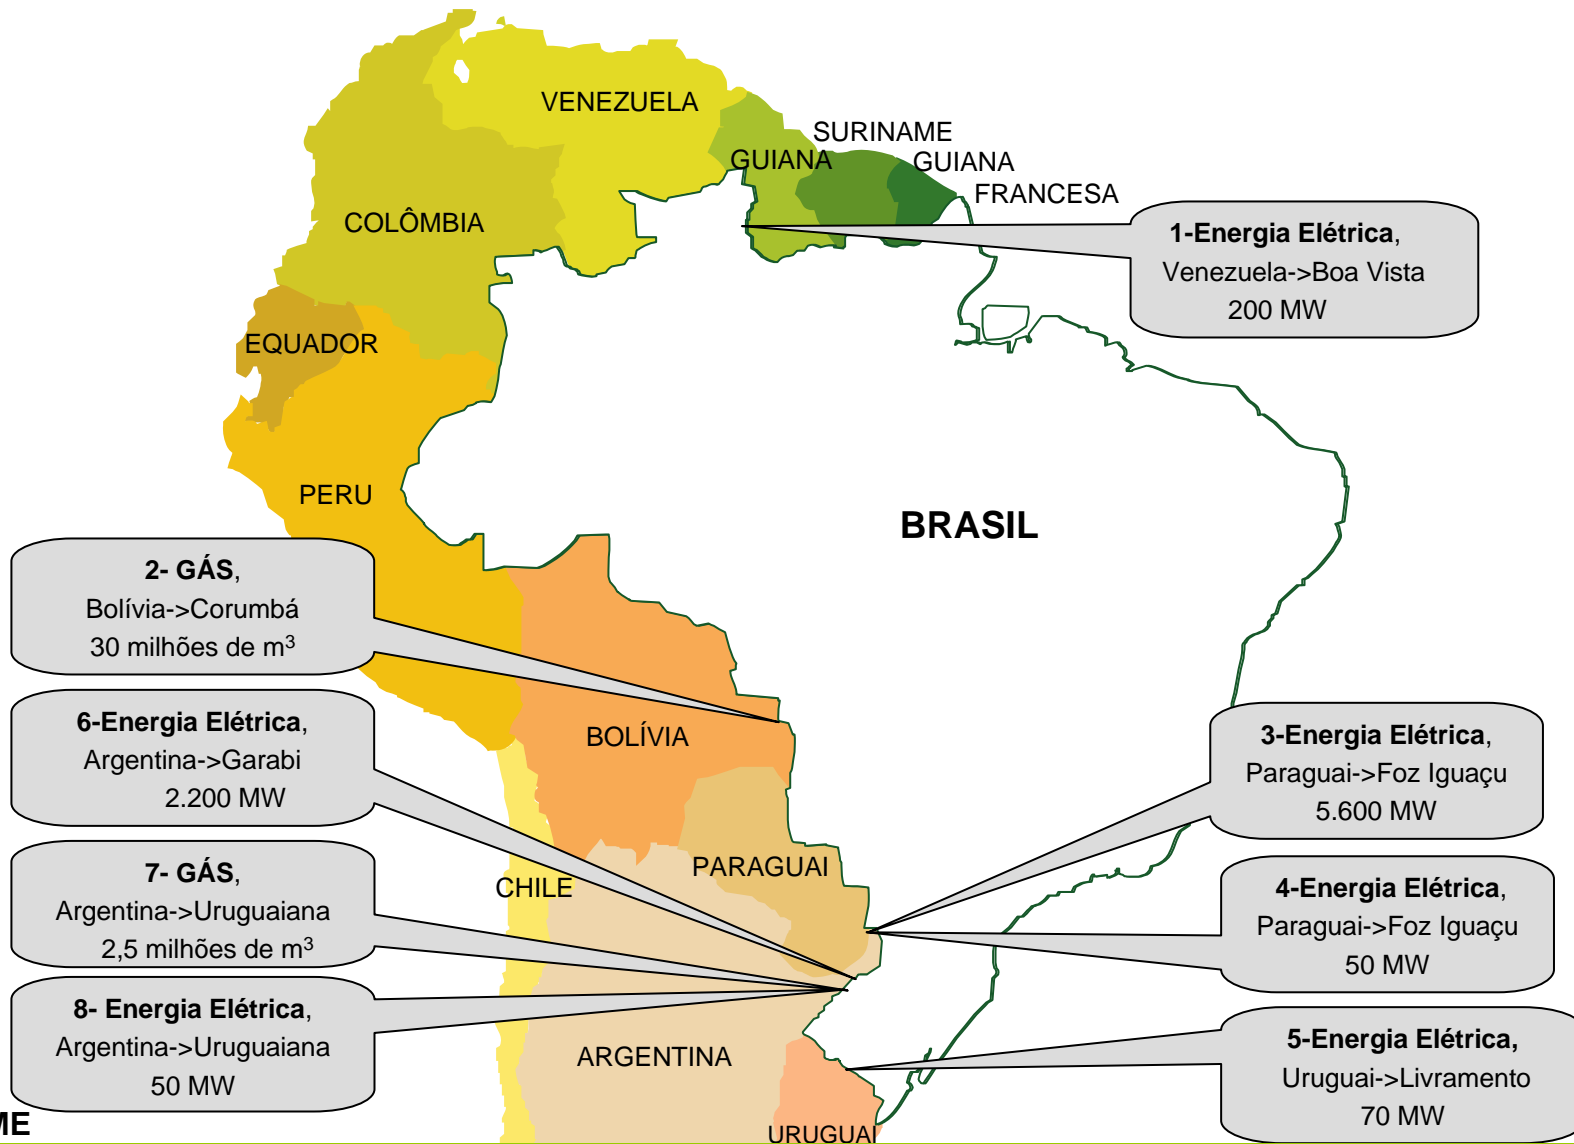 VENEZUELA
SURINAME
GUIANA
GUIANA
FRANCESA
COLÔMBIA
1-Energia Elétrica,
Venezuela->Boa Vista
200 MW
EQUADOR
PERU
BRASIL
2- GÁS,
Bolívia->Corumbá
30 milhões de m³
6-Energia Elétrica,
Argentina->Garabi
2.200 MW
BOLÍVIA
3-Energia Elétrica,
Paraguai->Foz Iguaçu
5.600 MW
7- GÁS,
Argentina->Uruguaiana
2,5 milhões de m³
CHILE
PARAGUAI
4-Energia Elétrica,
Paraguai->Foz Iguaçu
50 MW
8- Energia Elétrica,
Argentina->Uruguaiana
50 MW
ARGENTINA
5-Energia Elétrica,
Uruguai->Livramento
70 MW
URUGUAI